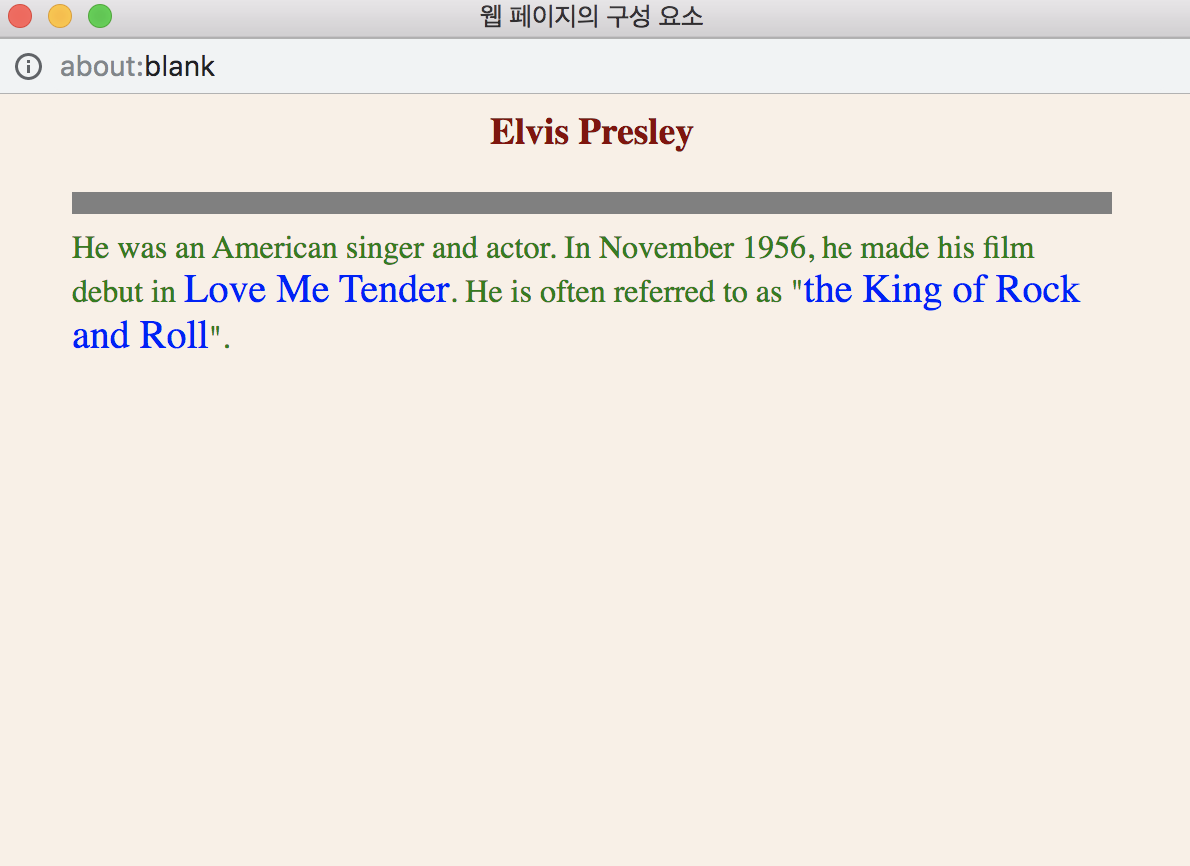 웹 페이지의 구성 요소
about:blank
Elvis Presley
He was an American singer and actor. In November 1956, he made his film
debut in Love Me Tender. He is often referred to as "the King of Rock
and Roll".